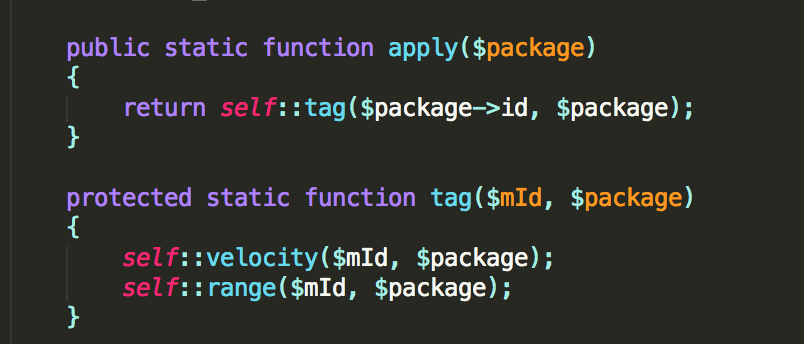 public static function apply($package)
{
return self::tag($package->id, $package);
}
protected static function tag($mId, $package)
{
self::velocity($mId, $package);
self::range($mId, $package);
}